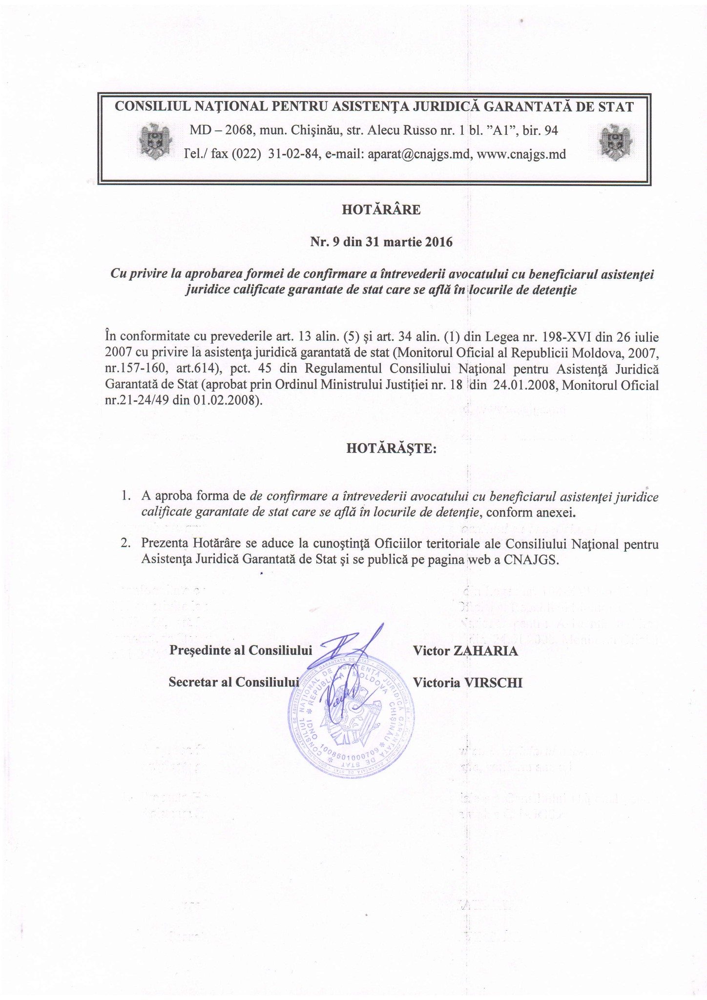 CONSILIUL NAŢIONAL PENTRU ASISTENŢA JURIDICĂ GARANTATĂ DE STAT
MD – 2068, mun. Chişinău, str. Alecu Russo nr. 1 bl. ”A1”, bir. 94
Tel./ fax (022) 31-02-84, e-mail: aparat@cnajgs.md, www.cnajgs.md
HOTĂRÂRE
Nr. 9 din 31 martie 2016
Cu privire la aprobarea formei de confirmare a întrevederii avocatului cu beneficiarul asistenţei
juridice calificate garantate de stat care se află în locurile de detenţie
În conformitate cu prevederile art. 13 alin. (5) și art. 34 alin. (1) din Legea nr. 198-XVI din 26 iulie
2007 cu privire la asistenţa juridică garantată de stat (Monitorul Oficial al Republicii Moldova, 2007,
nr.157-160, art.614), pct. 45 din Regulamentul Consiliului Naţional pentru Asistenţă Juridică
Garantată de Stat (aprobat prin Ordinul Ministrului Justiției nr. 18 din 24.01.2008, Monitorul Oficial
nr.21-24/49 din 01.02.2008).
HOTĂRĂŞTE:
1. A aproba forma de de confirmare a întrevederii avocatului cu beneficiarul asistenţei juridice
calificate garantate de stat care se află în locurile de detenţie, conform anexei.
2. Prezenta Hotărâre se aduce la cunoştinţă Oficiilor teritoriale ale Consiliului Naţional pentru
Asistenţa Juridică Garantată de Stat şi se publică pe pagina web a CNAJGS.
Preşedinte al Consiliului Victor ZAHARIA
Secretar al Consiliului Victoria VIRSCHI
CONSILIUL NAŢIONAL DE ASISTENŢĂ JURIDICĂ GARANTATĂ DE STAT
REPUBLICA MOLDOVA CHIŞINĂU
IDNO 1008601000709